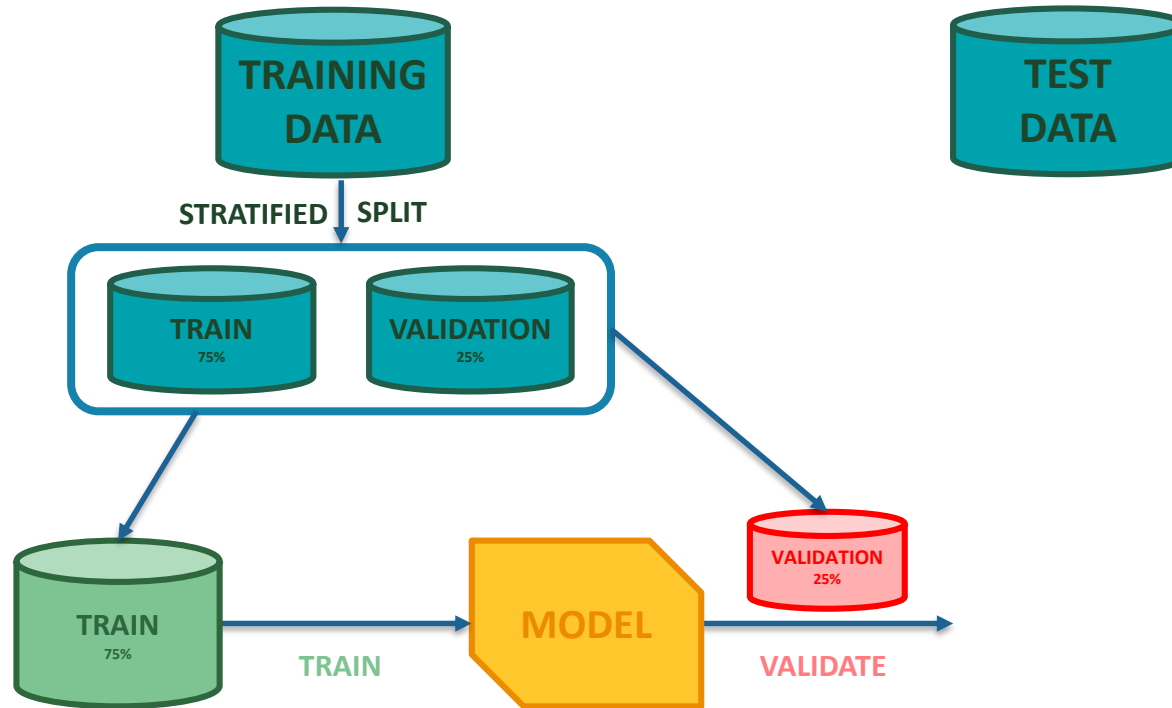 TRAINING
DATA
TEST
DATA
STRATIFIED SPLIT
TRAIN
75%
VALIDATION
25%
VALIDATION
25%
TRAIN
75%
MODEL
TRAIN
VALIDATE